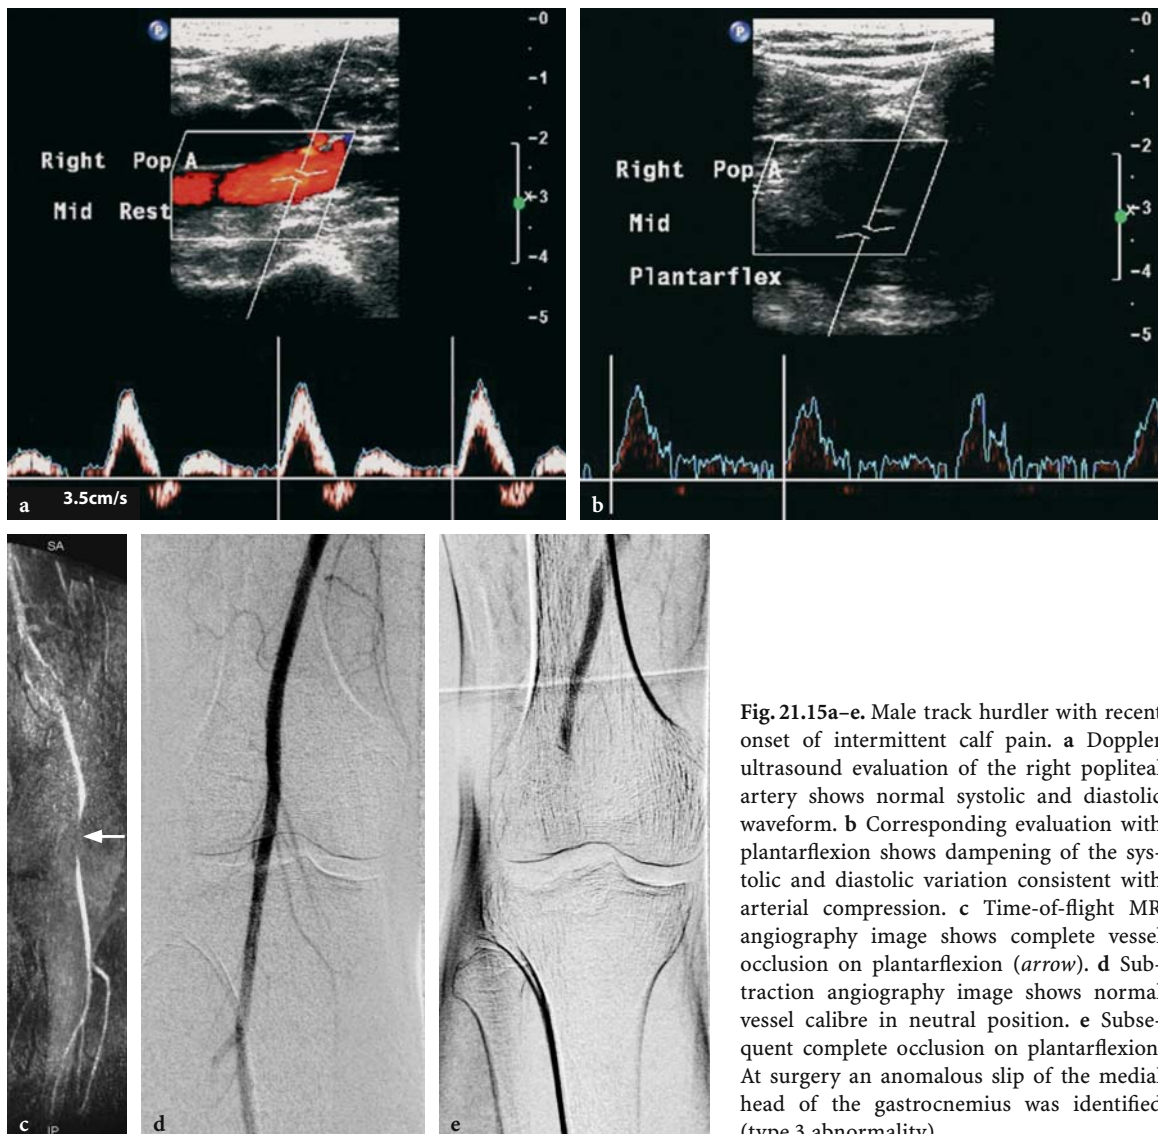 P
-0
-1
-2
Right Pop A
Mid Rest
x
-3
-4
-5
3.5cm/s
a
P
-0
-1
-2
Right Pop A
x
-3
Mid
-4
Plantarflex
-5
b
SA
IP
c
d
e
Fig. 21.15a–e. Male track hurdler with recent
onset of intermittent calf pain. a Doppler
ultrasound evaluation of the right popliteal
artery shows normal systolic and diastolic
waveform. b Corresponding evaluation with
plantarflexion shows dampening of the sys-
tolic and diastolic variation consistent with
arterial compression. c Time-of-flight MR
angiography image shows complete vessel
occlusion on plantarflexion (arrow). d Sub-
traction angiography image shows normal
vessel calibre in neutral position. e Subse-
quent complete occlusion on plantarflexion.
At surgery an anomalous slip of the medial
head of the gastrocnemius was identified
(type 3 abnormality)